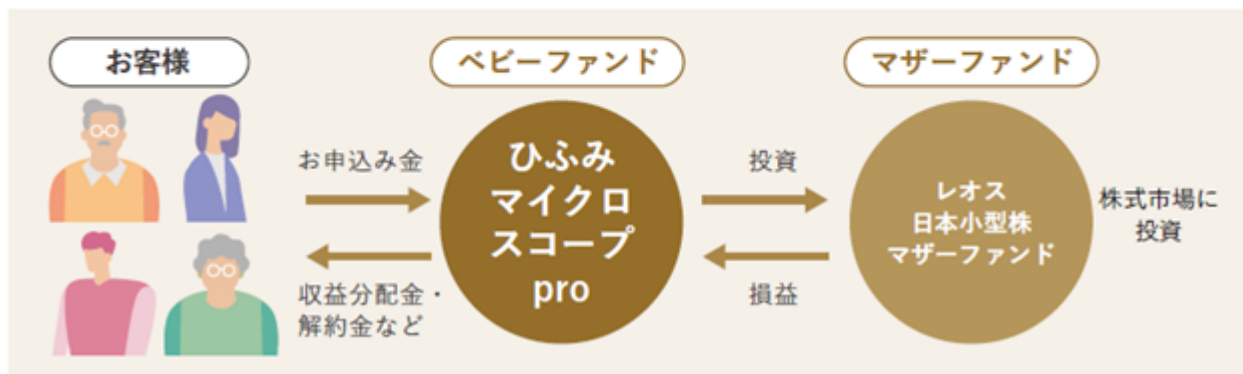 お客様
ベビーファンド
マザーファンド
お申込み金
収益分配金・
解約金など
ひふみ
マイクロ
スコープ
pro
投資
損益
レオス
日本小型株
マザーファンド
株式市場に
投資